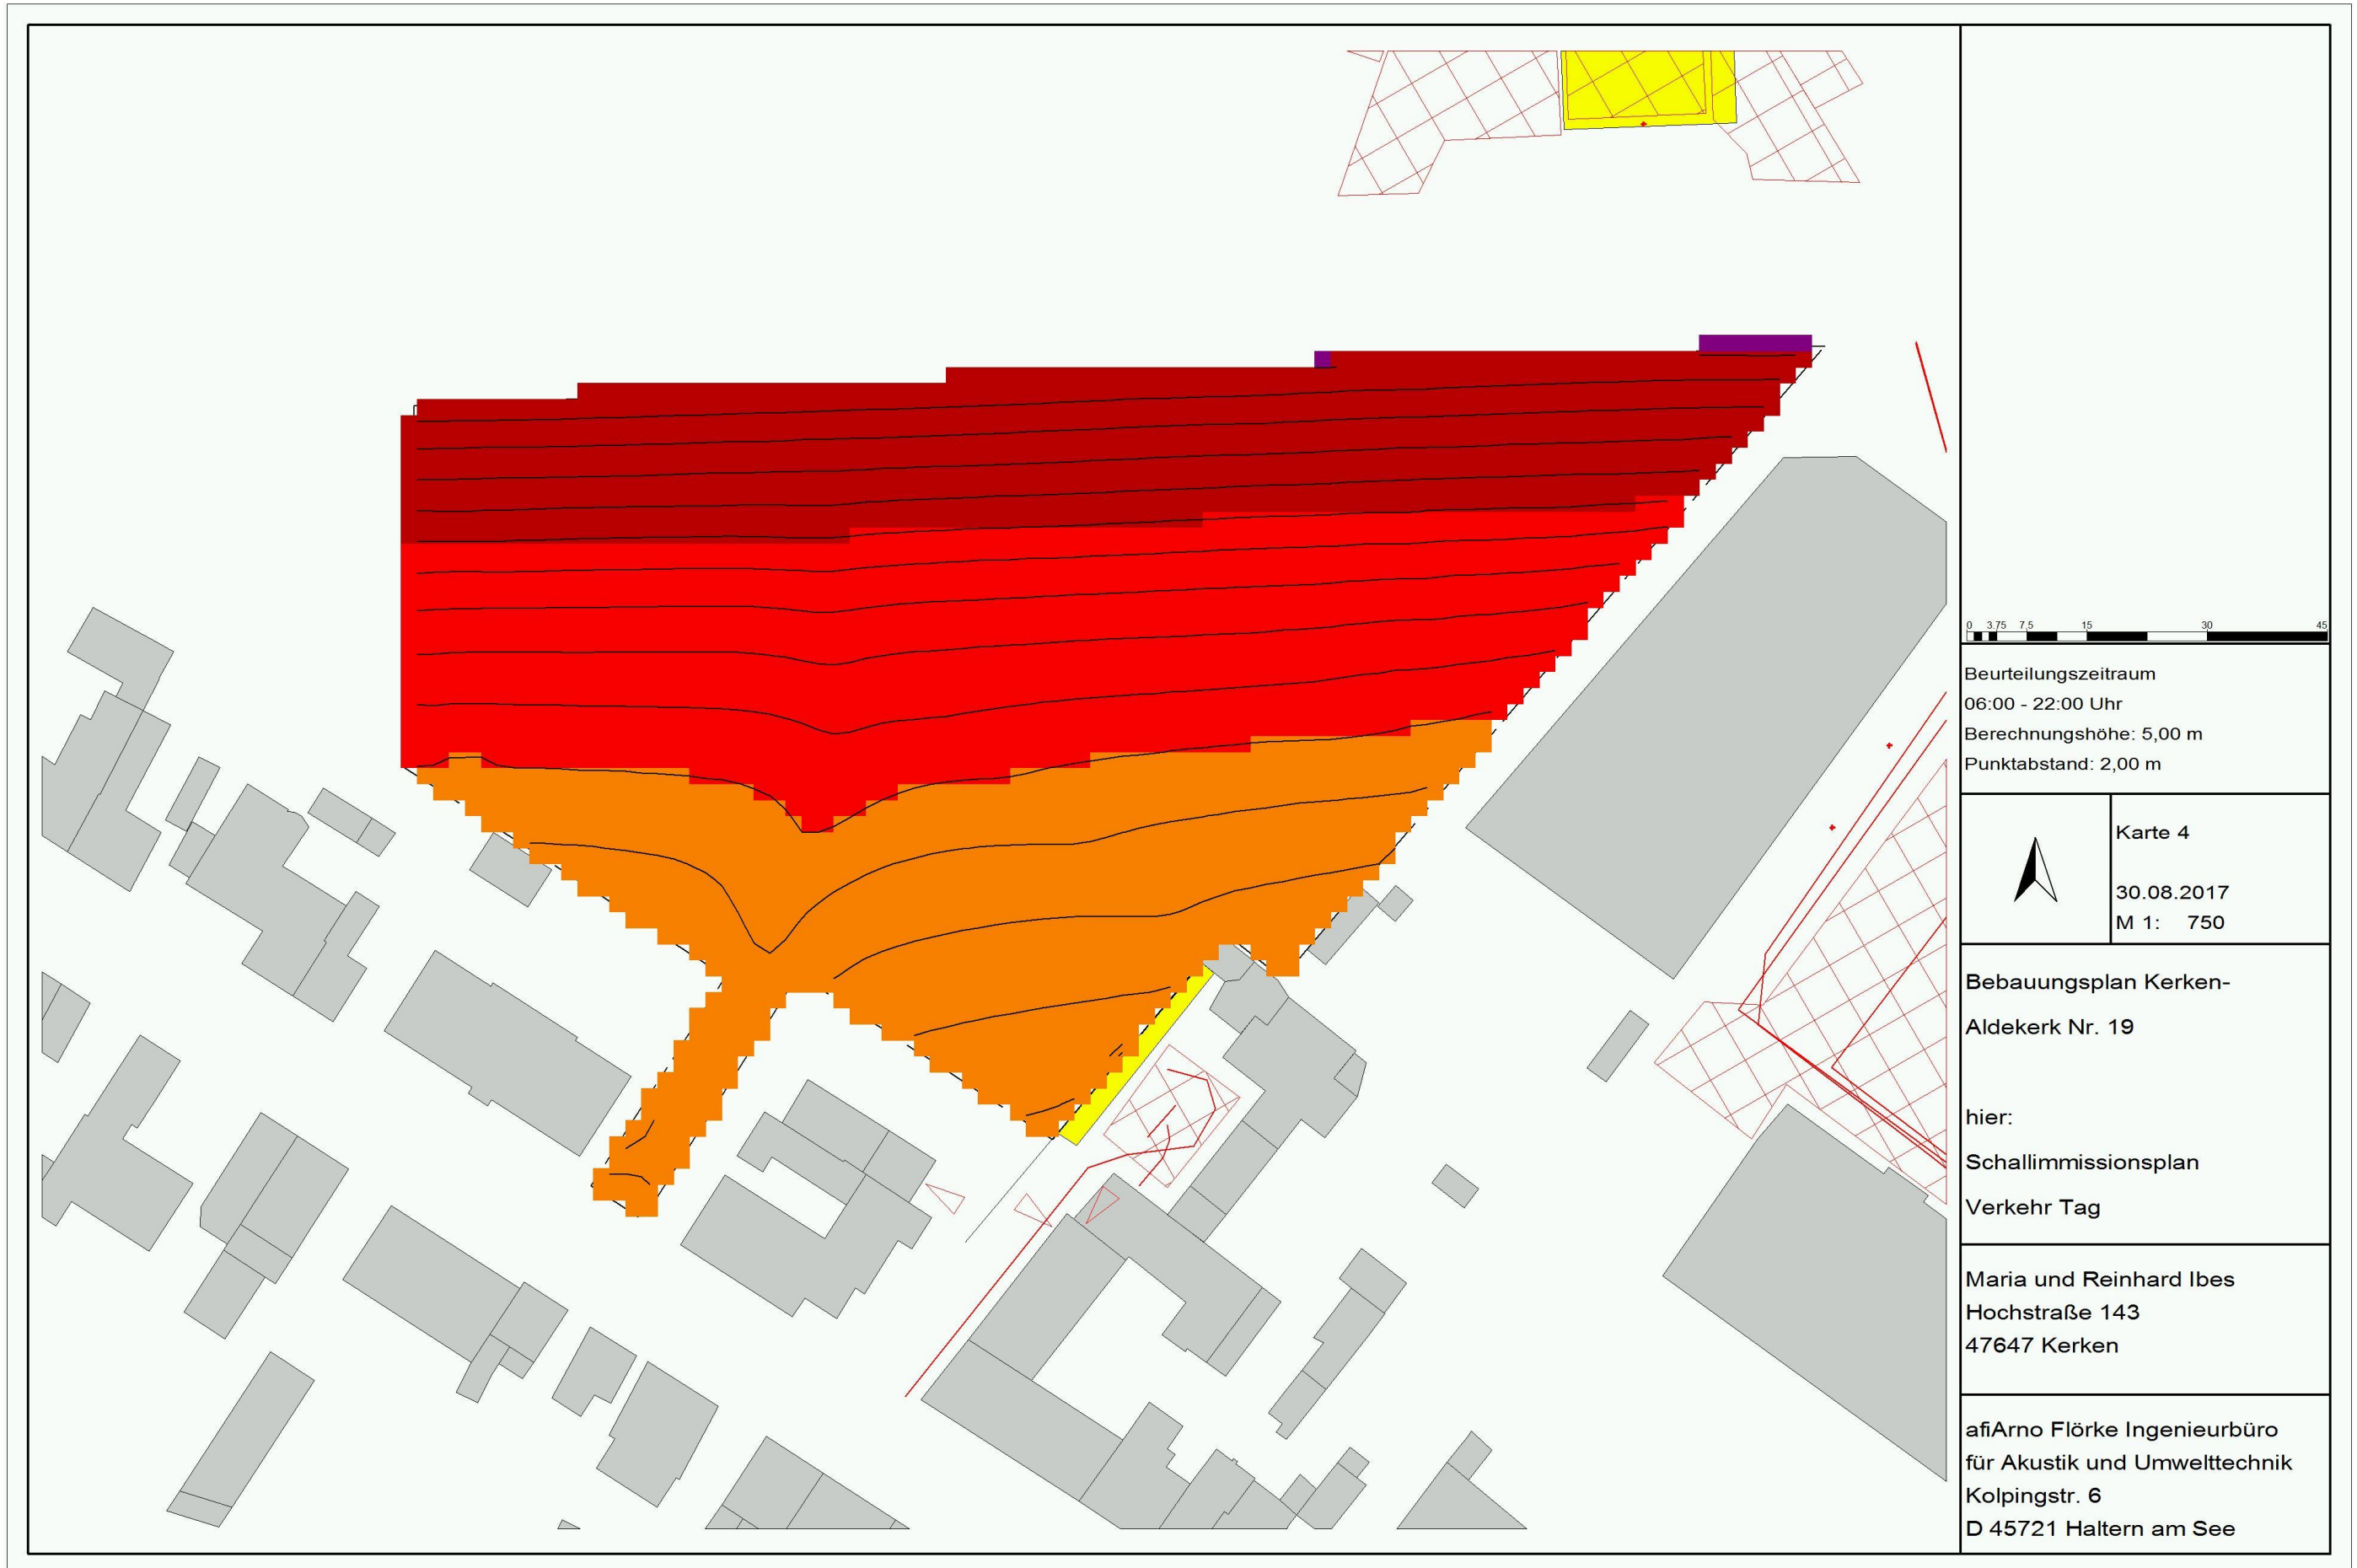 0 3.75 7.5 15 30 45
Beurteilungszeitraum
06:00 - 22:00 Uhr
Berechnungshöhe: 5,00 m
Punktabstand: 2,00 m
Karte 4
30.08.2017
M 1: 750
Bebauungsplan Kerken-
Aldekerk Nr. 19
hier:
Schallimmissionsplan
Verkehr Tag
Maria und Reinhard Ibes
Hochstraße 143
47647 Kerken
afiArno Flörke Ingenieurbüro
für Akustik und Umwelttechnik
Kolpingstr. 6
D 45721 Haltern am See